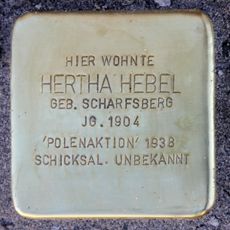 HIER WOHNTE
HERTHA HEBEL
GEB. SCHARFSBERG
JG. 1904
'POLENAKTION' 1938
SCHICKSAL UNBEKANNT